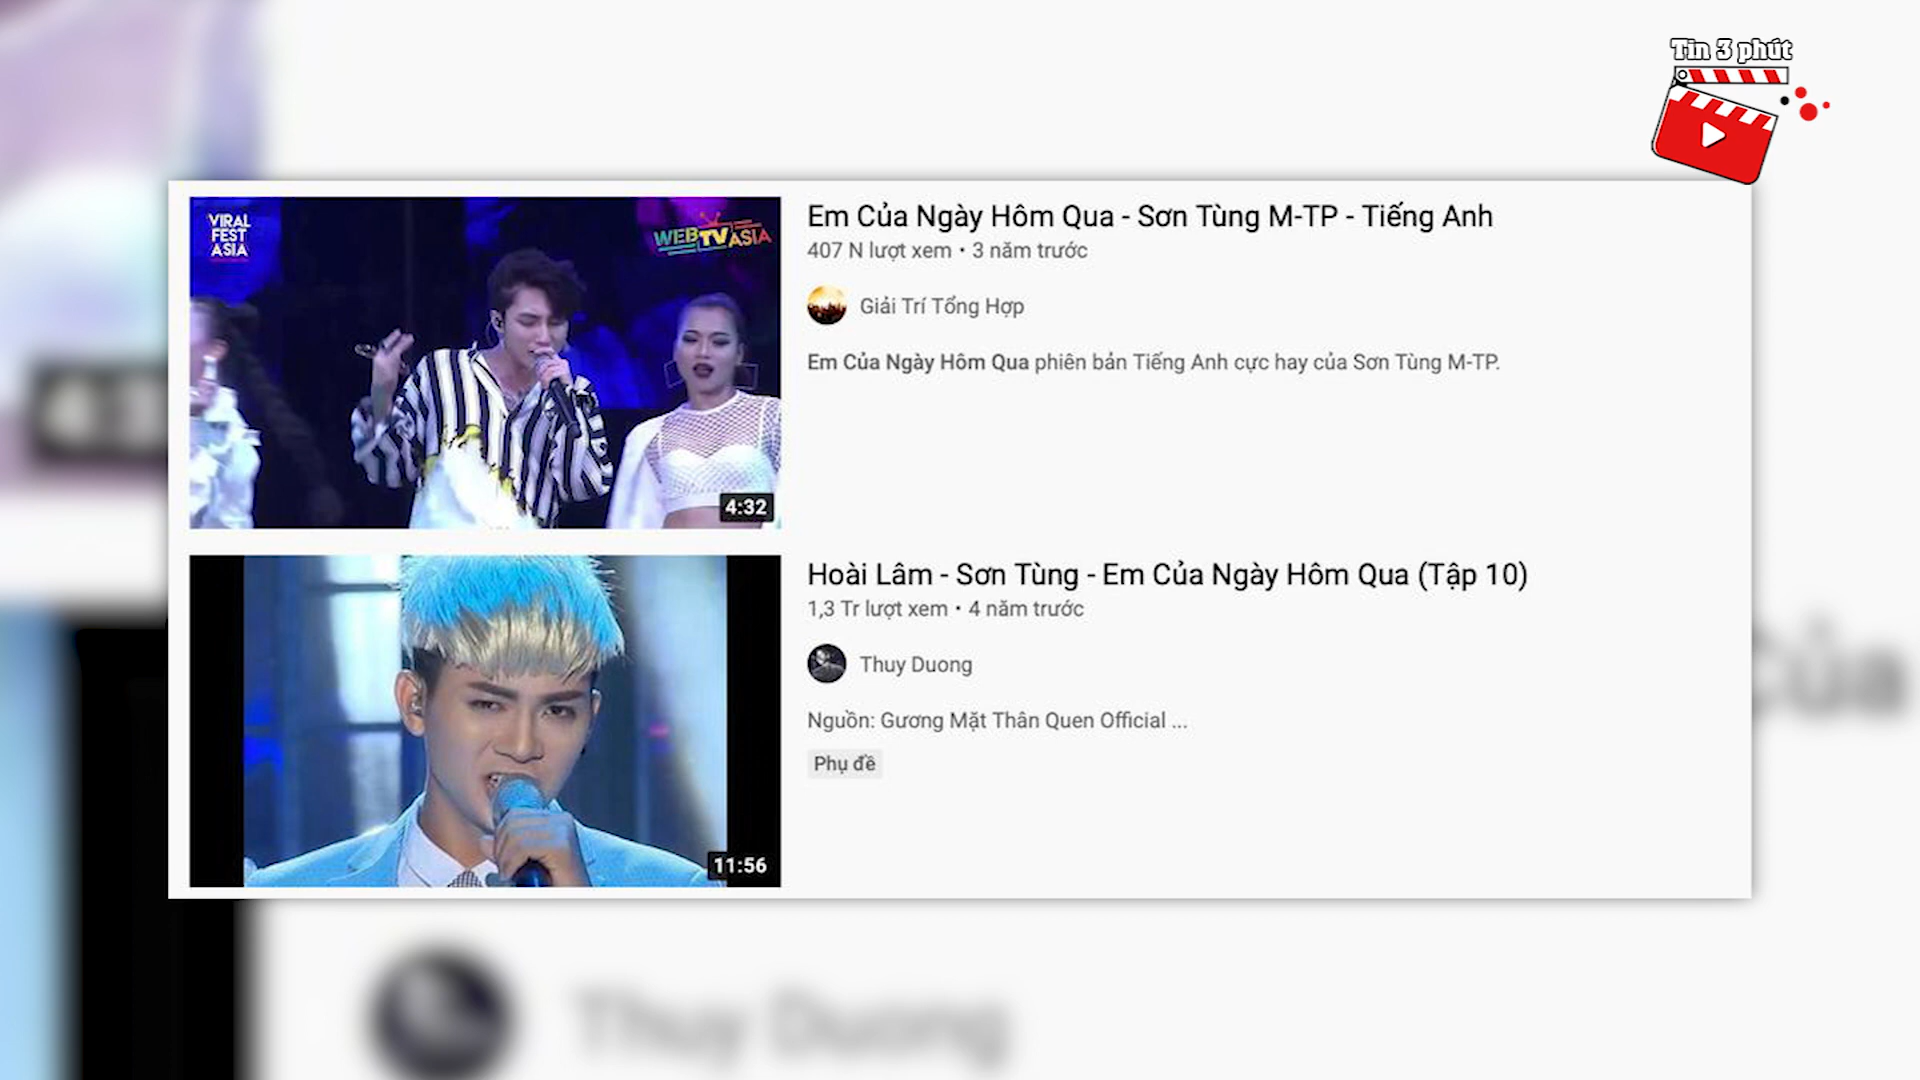 Tin 3 phút
VIRAL
FEST
ASIA
WEBTVASIA
4:32
Em Của Ngày Hôm Qua - Sơn Tùng M-TP - Tiếng Anh
407 N lượt xem • 3 năm trước
Giải Trí Tổng Hợp
Em Của Ngày Hôm Qua phiên bản Tiếng Anh cực hay của Sơn Tùng M-TP.
11:56
Hoài Lâm - Sơn Tùng - Em Của Ngày Hôm Qua (Tập 10)
1,3 Tr lượt xem • 4 năm trước
Thuy Duong
Nguồn: Gương Mặt Thân Quen Official ...
Phụ đề
Của
Thuy Duong